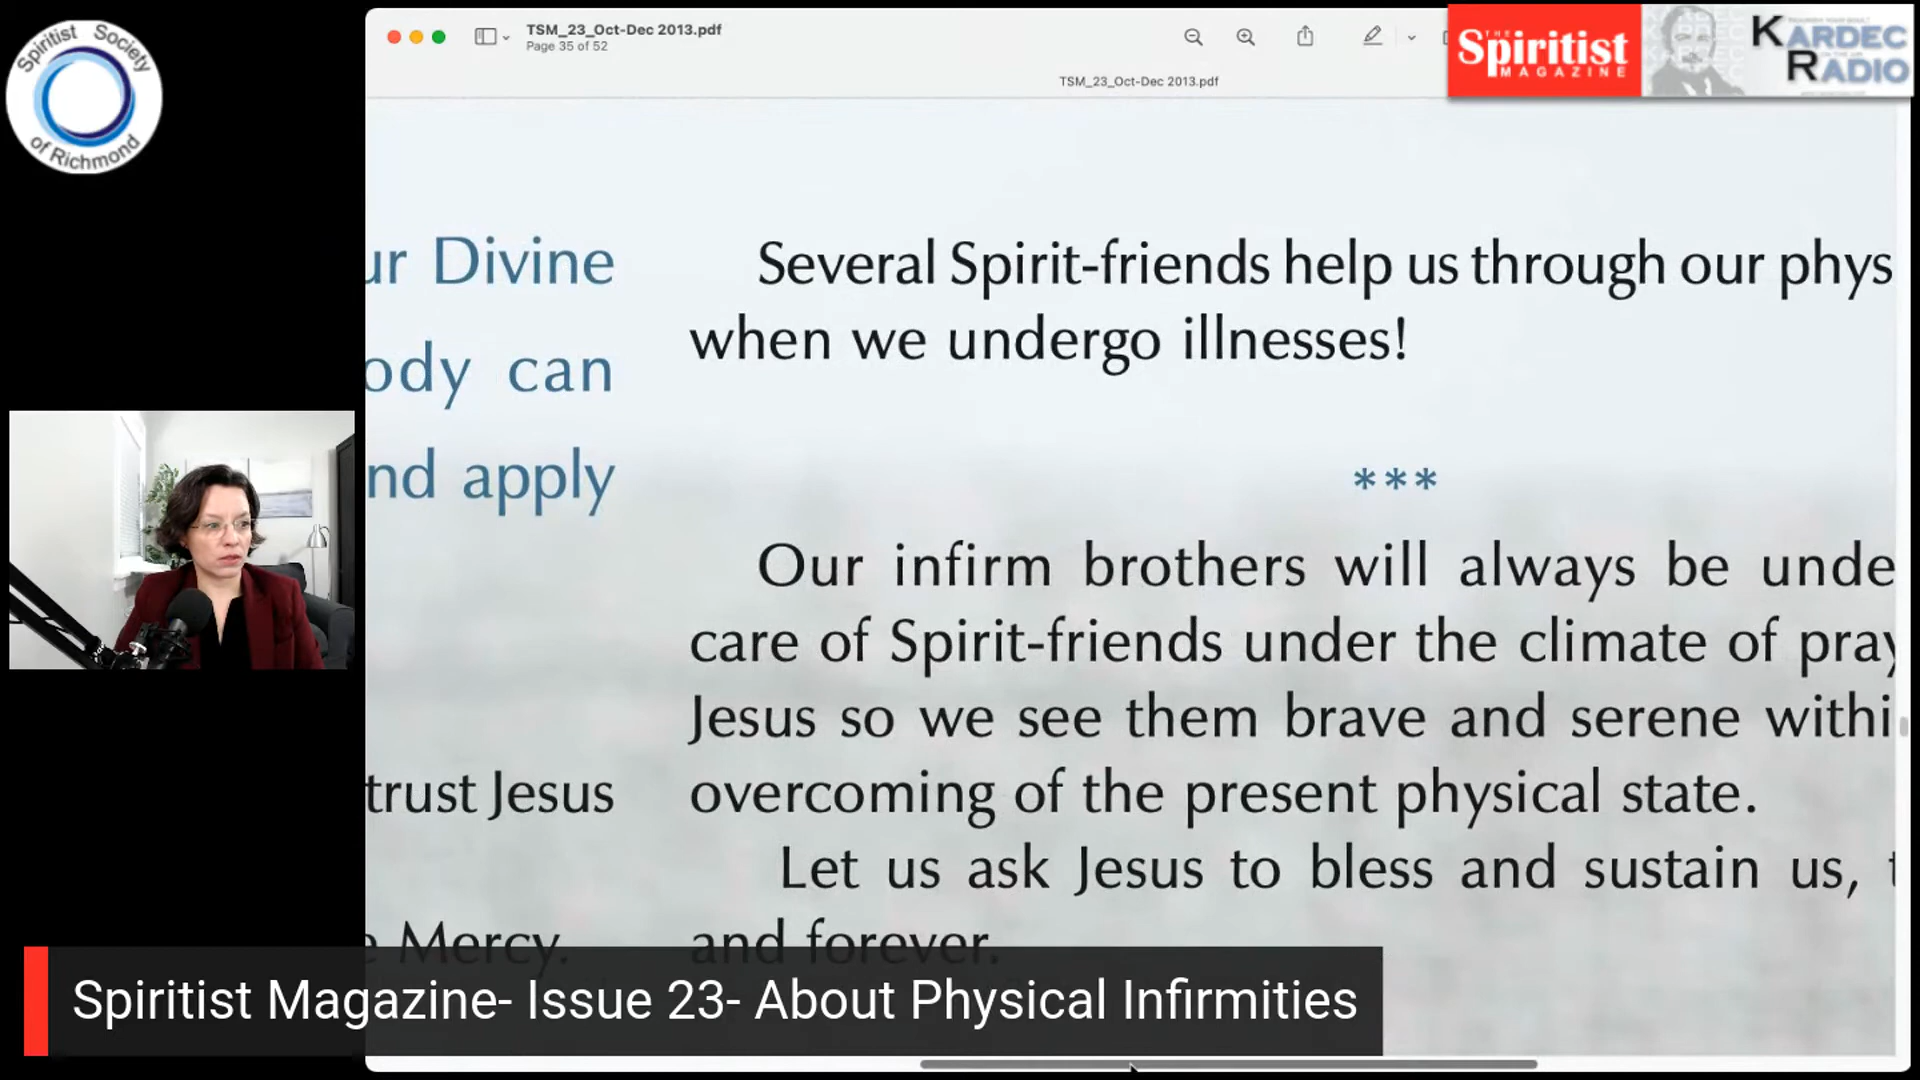 Spiritist Society
of Richmond
TSM_23_Oct-Dec 2013.pdf
Page 35 of 52
TSM_23_Oct-Dec 2013.pdf
THE
Spiritist
MAGAZINE
KARDEC
RADIO
ur Divine
ody can
nd apply
trust Jesus
e Mercy.
Several Spirit-friends help us through our phys
when we undergo illnesses!
***
Our infirm brothers will always be unde
care of Spirit-friends under the climate of pray
Jesus so we see them brave and serene withi
overcoming of the present physical state.
Let us ask Jesus to bless and sustain us, t
and forever.
Spiritist Magazine- Issue 23- About Physical Infirmities